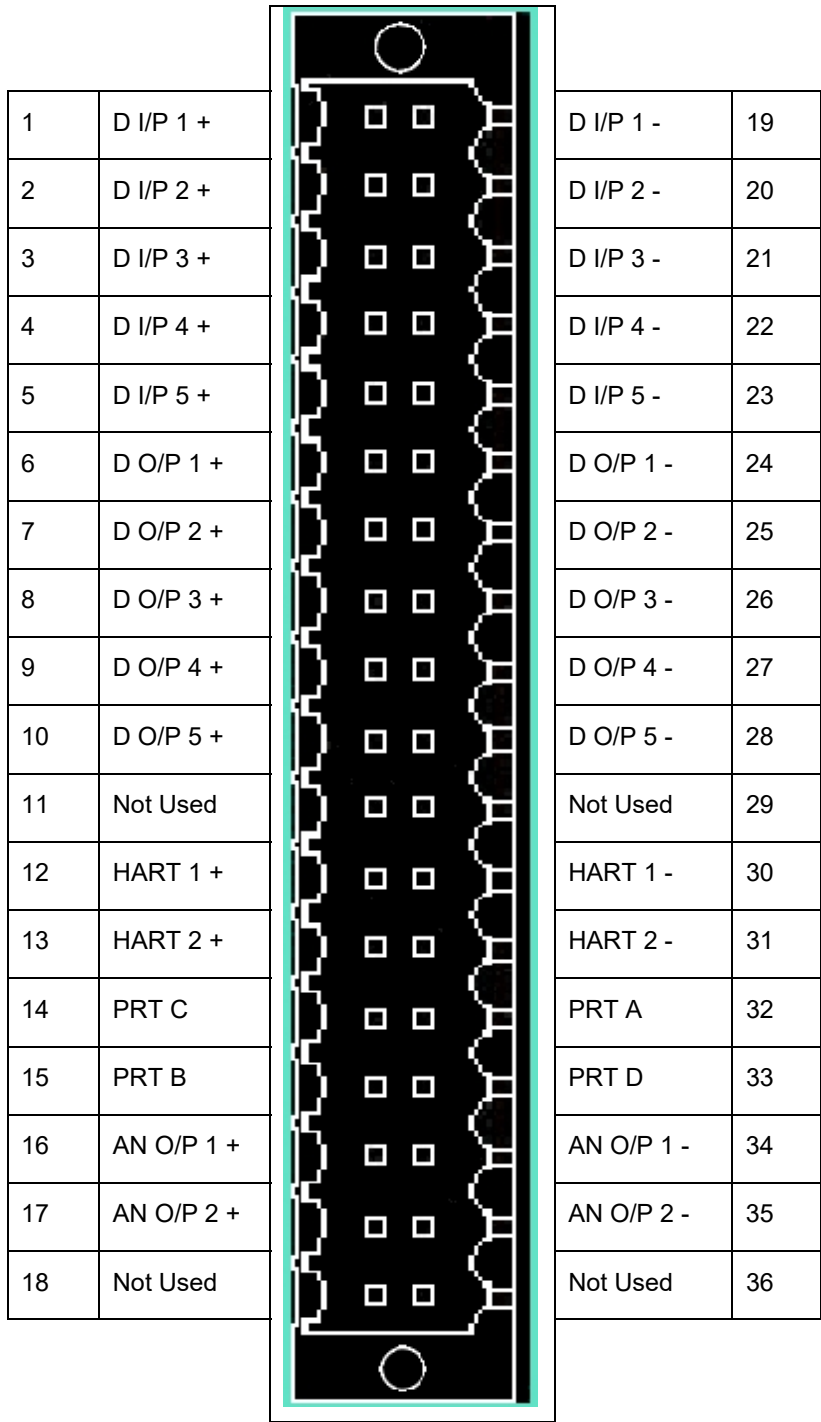 1 D I/P 1 + D I/P 1 - 19
2 D I/P 2 + D I/P 2 - 20
3 D I/P 3 + D I/P 3 - 21
4 D I/P 4 + D I/P 4 - 22
5 D I/P 5 + D I/P 5 - 23
6 D O/P 1 + D O/P 1 - 24
7 D O/P 2 + D O/P 2 - 25
8 D O/P 3 + D O/P 3 - 26
9 D O/P 4 + D O/P 4 - 27
10 D O/P 5 + D O/P 5 - 28
11 Not Used Not Used 29
12 HART 1 + HART 1 - 30
13 HART 2 + HART 2 - 31
14 PRT C PRT A 32
15 PRT B PRT D 33
16 AN O/P 1 + AN O/P 1 - 34
17 AN O/P 2 + AN O/P 2 - 35
18 Not Used Not Used 36